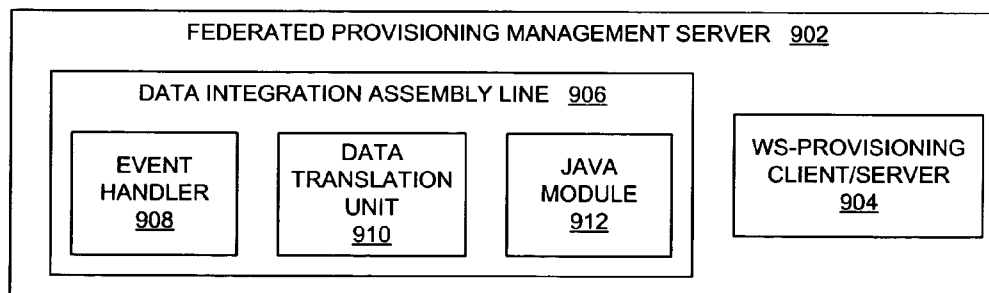 FEDERATED PROVISIONING MANAGEMENT SERVER 902
DATA INTEGRATION ASSEMBLY LINE 906
EVENT
HANDLER
908
DATA
TRANSLATION
UNIT
910
JAVA
MODULE
912
WS-PROVISIONING
CLIENT/SERVER
904